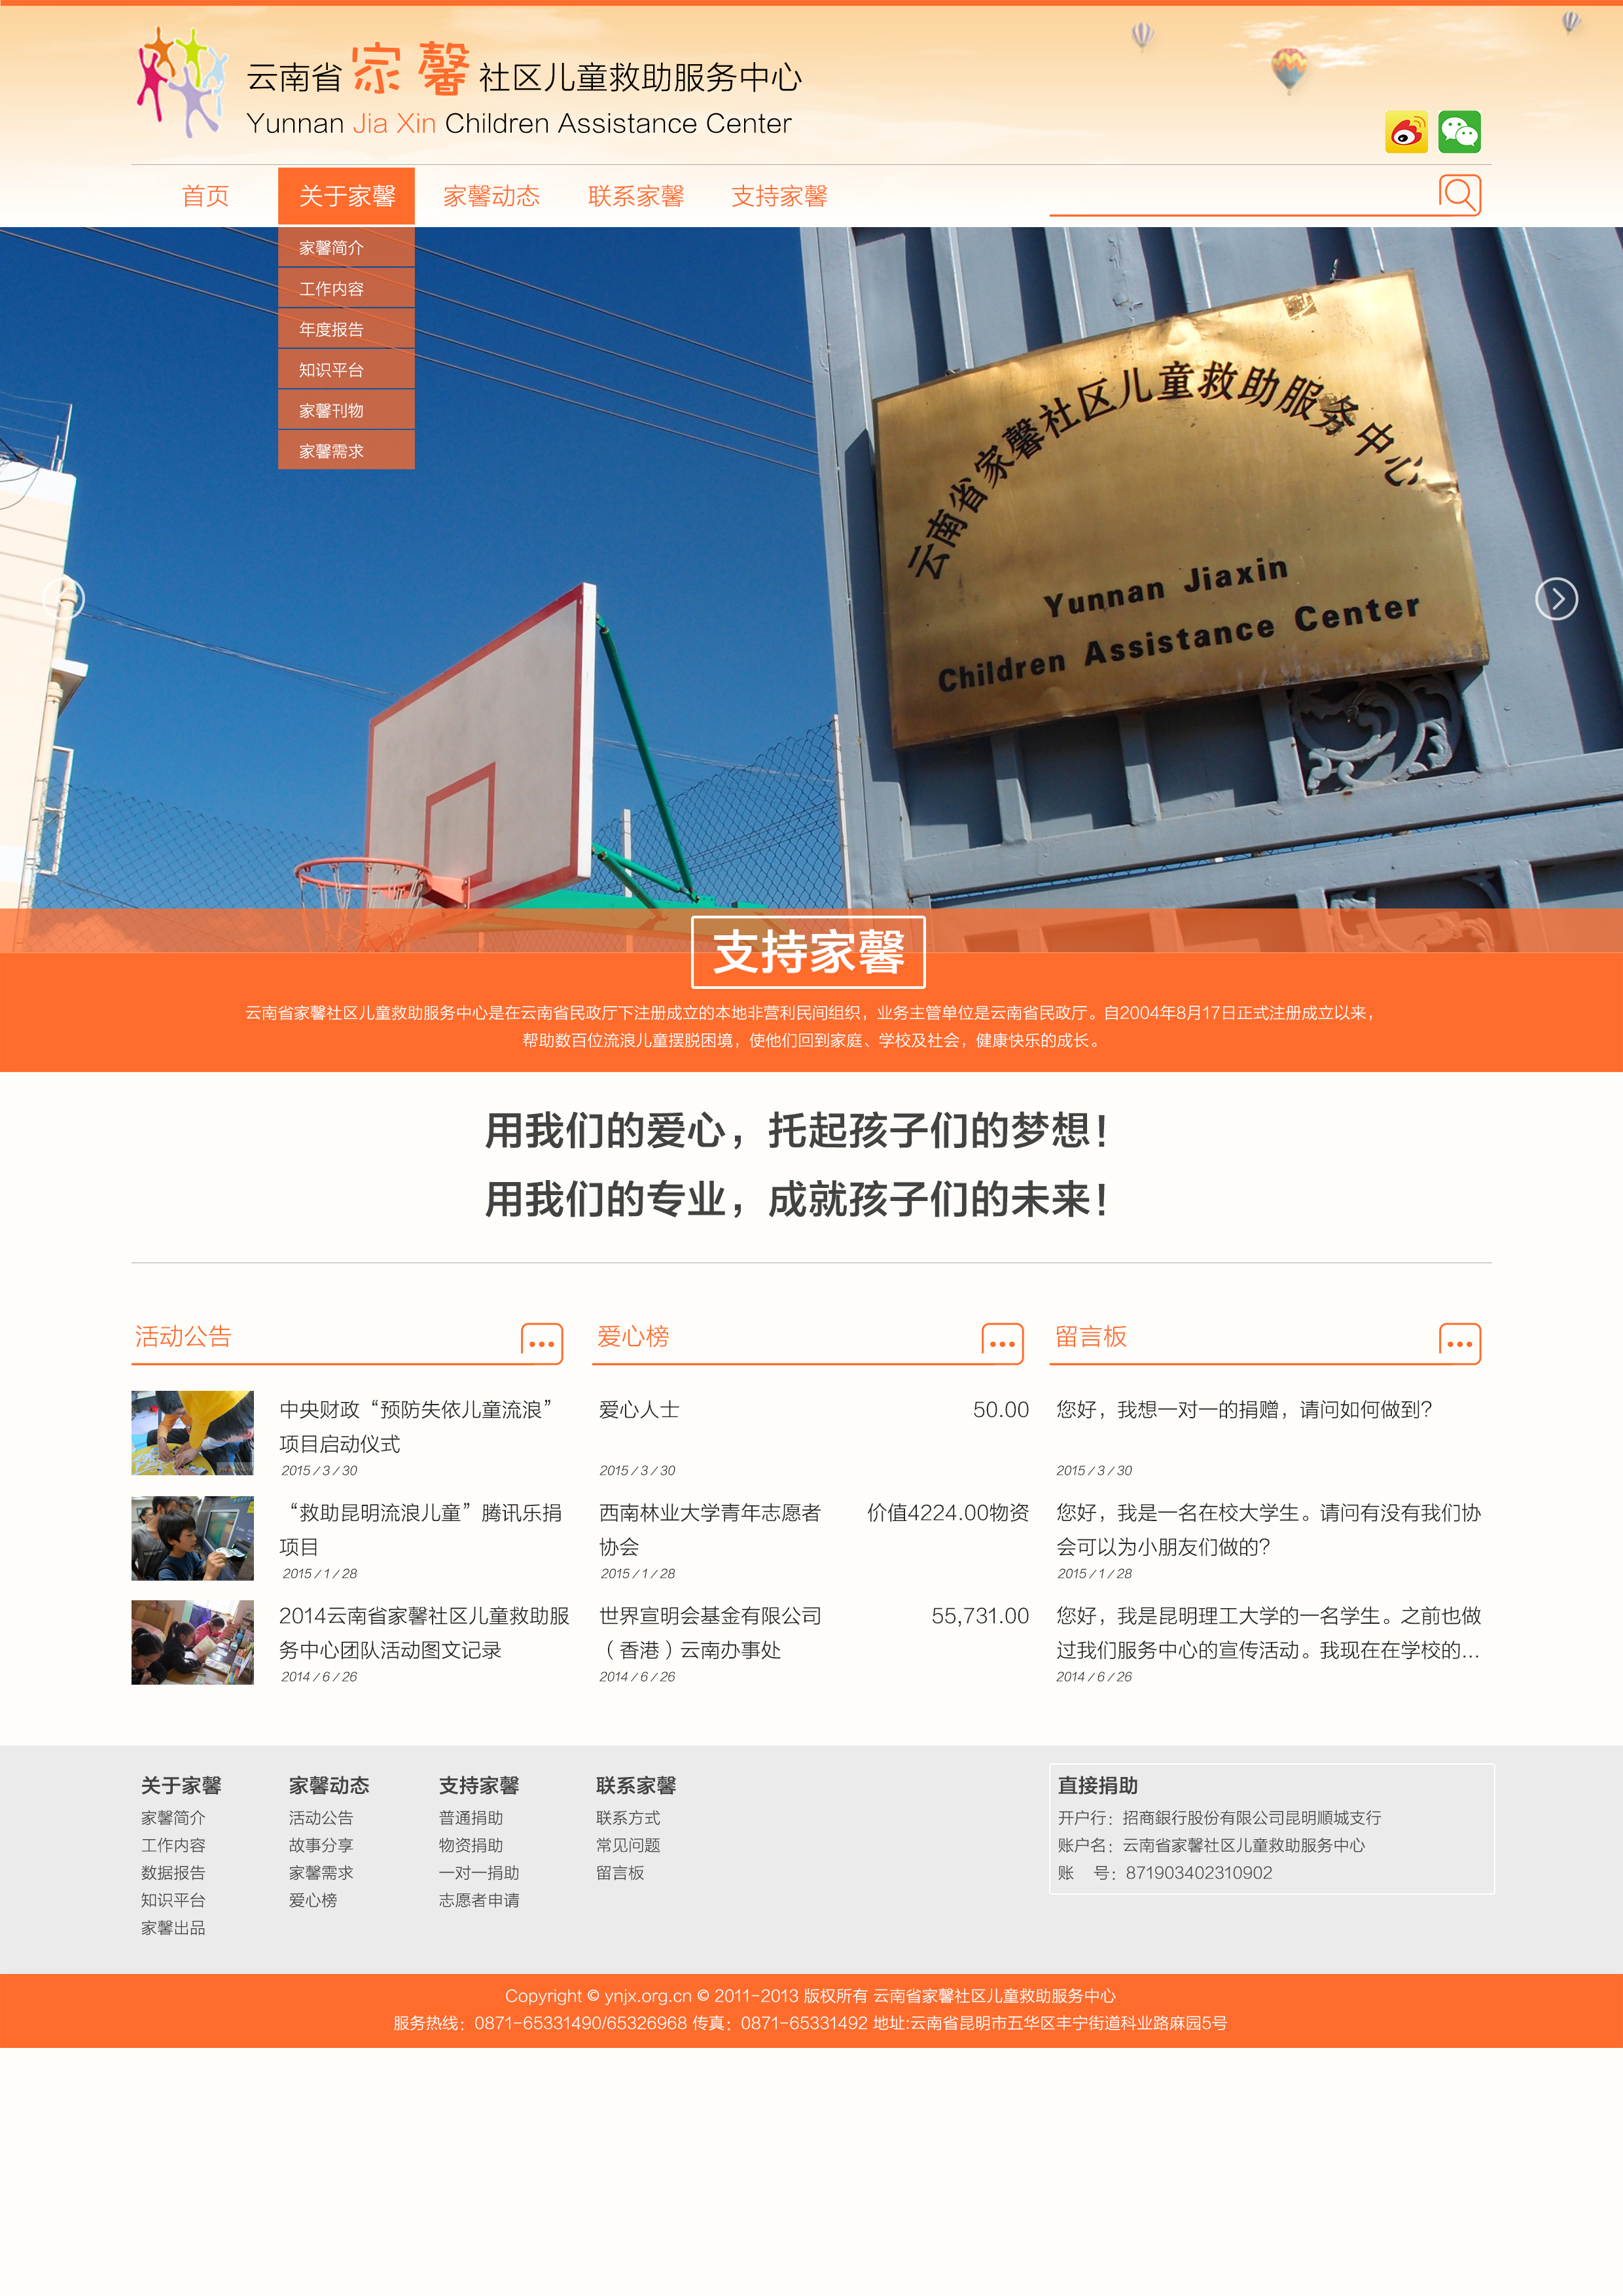 云南省家馨社区儿童救助服务中心
Yunnan Jia Xin Children Assistance Center
首页 关于家馨 家馨动态 联系家馨 支持家馨
家馨简介
工作内容
年度报告
知识平台
家馨刊物
家馨需求
云南省家馨社区儿童救助服务中心
Yunnan Jiaxin
Children Assistance Center
支持家馨
云南省家馨社区儿童救助服务中心是在云南省民政厅下注册成立的本地非营利民间组织，业务主管单位是云南省民政厅。自2004年8月17日正式注册成立以来，
帮助数百位流浪儿童摆脱困境，使他们回到家庭、学校及社会，健康快乐的成长。
用我们的爱心，托起孩子们的梦想！
用我们的专业，成就孩子们的未来！
活动公告
中央财政“预防失依儿童流浪”
项目启动仪式
2015/3/30
“救助昆明流浪儿童”腾讯乐捐
项目
2015/1/28
2014云南省家馨社区儿童救助服
务中心团队活动图文记录
2014/6/26
爱心榜
爱心人士 50.00
2015/3/30
西南林业大学青年志愿者 价值4224.00物资
协会
2015/1/28
世界宣明会基金有限公司 55,731.00
（香港）云南办事处
2014/6/26
留言板
您好，我想一对一的捐赠，请问如何做到？
2015/3/30
您好，我是一名在校大学生。请问有没有我们协
会可以为小朋友们做的？
2015/1/28
您好，我是昆明理工大学的一名学生。之前也做
过我们服务中心的宣传活动。我现在在学校的...
2014/6/26
关于家馨
家馨简介
工作内容
数据报告
知识平台
家馨出品
家馨动态
活动公告
故事分享
家馨需求
爱心榜
支持家馨
普通捐助
物资捐助
一对一捐助
志愿者申请
联系家馨
联系方式
常见问题
留言板
直接捐助
开户行：招商銀行股份有限公司昆明順城支行
账户名：云南省家馨社区儿童救助服务中心
账 号：871903402310902
Copyright © ynjx.org.cn © 2011-2013 版权所有 云南省家馨社区儿童救助服务中心
服务热线：0871-65331490/65326968 传真：0871-65331492 地址:云南省昆明市五华区丰宁街道科业路麻园5号